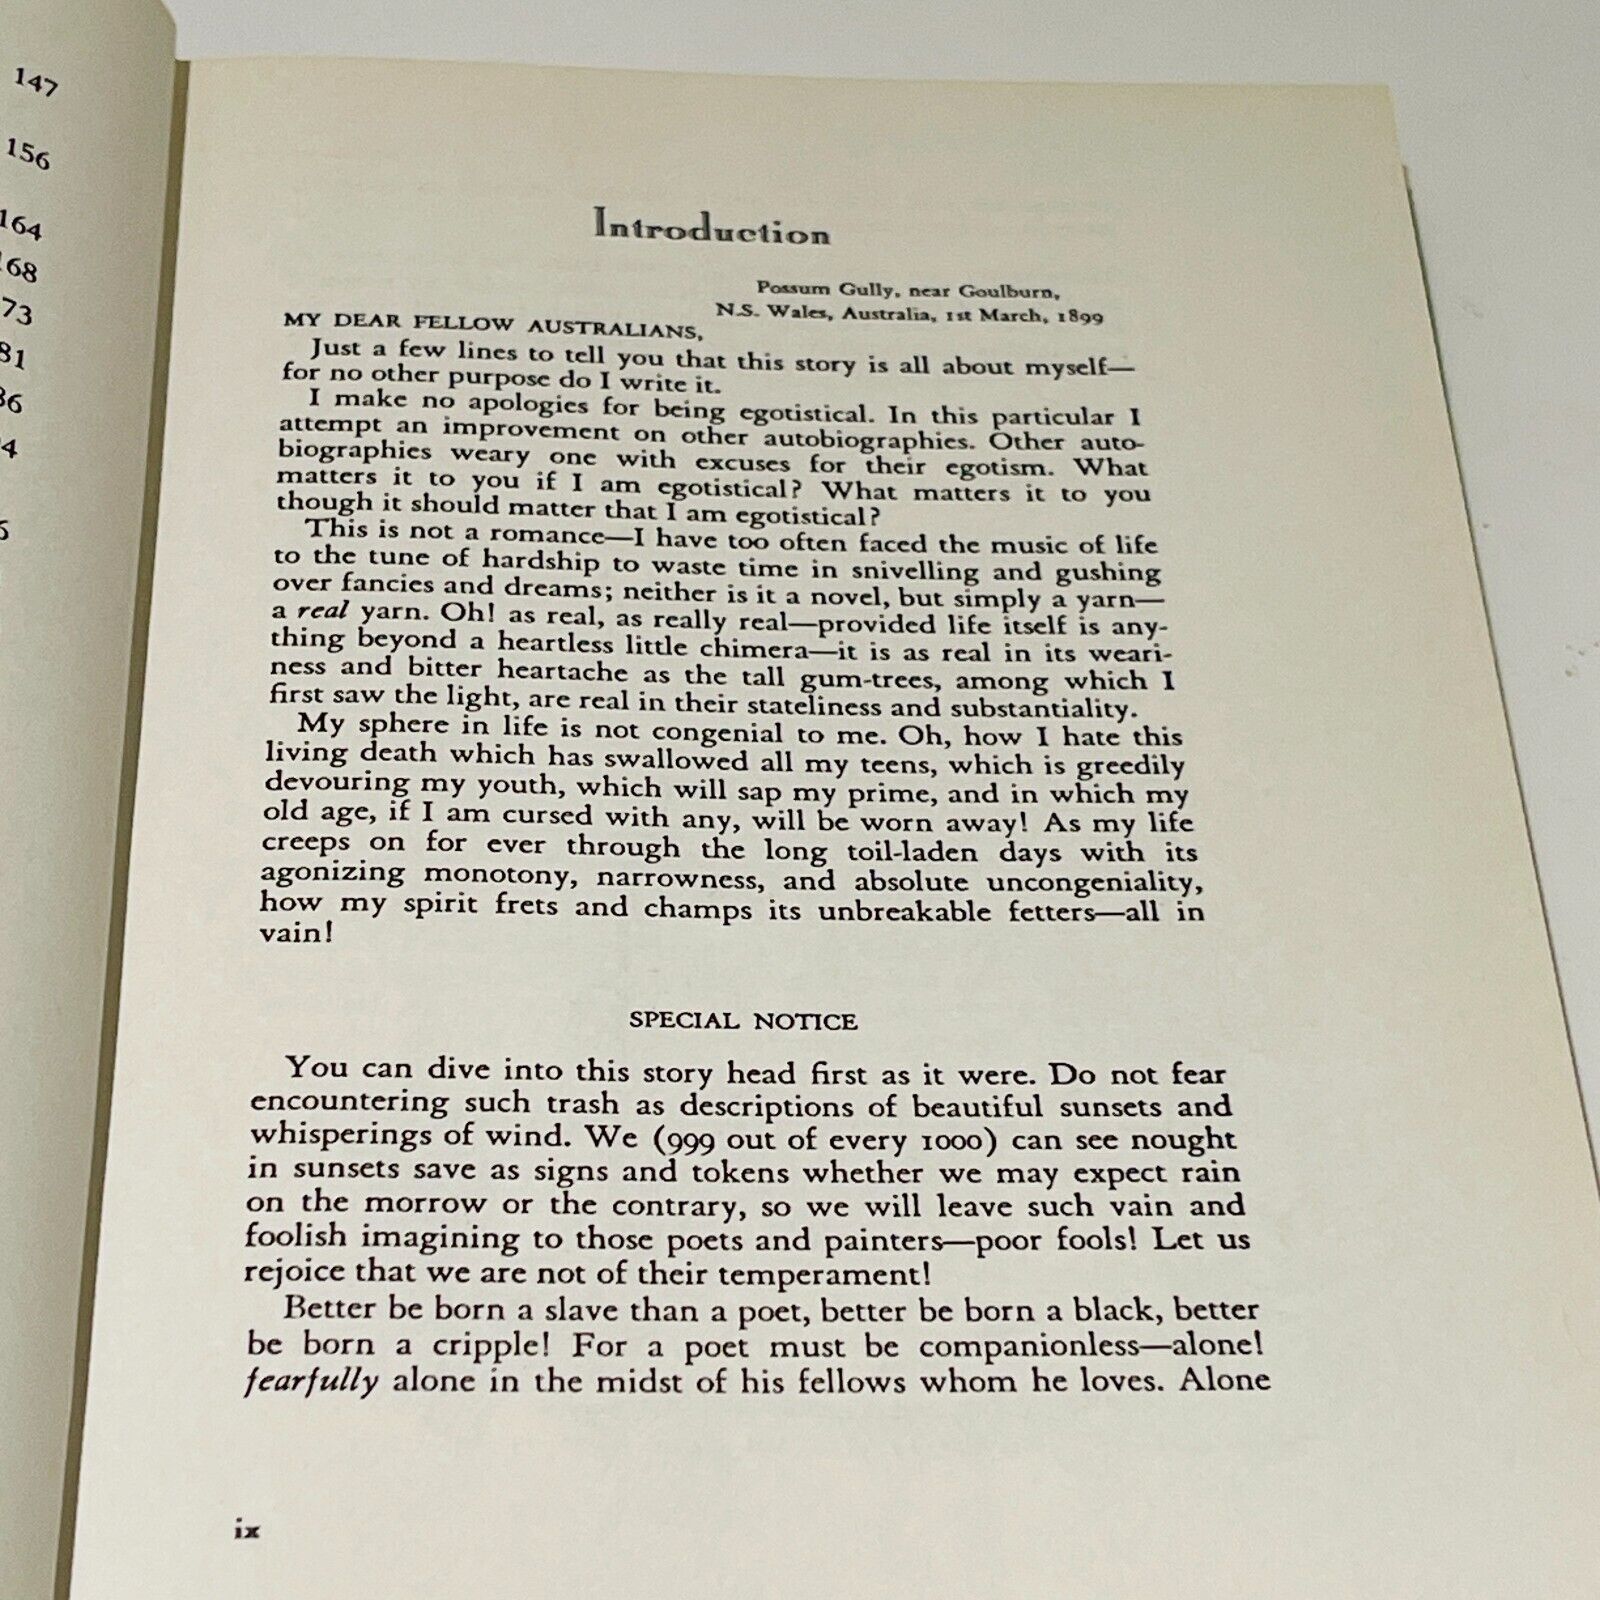 147
156
164
168
73
81
36
4
Introduction
Possum Gully, near Goulburn,
N.S. Wales, Australia, 1st March, 1899
MY DEAR FELLOW AUSTRALIANS,
Just a few lines to tell you that this story is all about myself—
for no other purpose do I write it.
I make no apologies for being egotistical. In this particular I
attempt an improvement on other autobiographies. Other auto-
biographies weary one with excuses for their egotism. What
matters it to you if I am egotistical? What matters it to you
though it should matter that I am egotistical?
This is not a romance—I have too often faced the music of life
to the tune of hardship to waste time in snivelling and gushing
over fancies and dreams; neither is it a novel, but simply a yarn—
a real yarn. Oh! as real, as really real—provided life itself is any-
thing beyond a heartless little chimera—it is as real in its weari-
ness and bitter heartache as the tall gum-trees, among which I
first saw the light, are real in their stateliness and substantiality.
My sphere in life is not congenial to me. Oh, how I hate this
living death which has swallowed all my teens, which is greedily
devouring my youth, which will sap my prime, and in which my
old age, if I am cursed with any, will be worn away! As my life
creeps on for ever through the long toil-laden days with its
agonizing monotony, narrowness, and absolute uncongeniality,
how my spirit frets and champs its unbreakable fetters—all in
vain!
SPECIAL NOTICE
You can dive into this story head first as it were. Do not fear
encountering such trash as descriptions of beautiful sunsets and
whisperings of wind. We (999 out of every 1000) can see nought
in sunsets save as signs and tokens whether we may expect rain
on the morrow or the contrary, so we will leave such vain and
foolish imagining to those poets and painters—poor fools! Let us
rejoice that we are not of their temperament!
Better be born a slave than a poet, better be born a black, better
be born a cripple! For a poet must be companionless—alone!
fearfully alone in the midst of his fellows whom he loves. Alone
ix